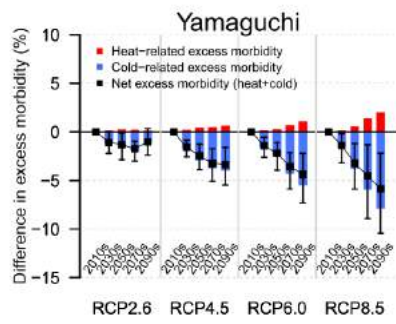 Yamaguchi
Difference in excess morbidity (%)
10
5
0
−5
−10
−15
Heat−related excess morbidity
Cold−related excess morbidity
Net excess morbidity (heat+cold)
2010s 2030s 2050s 2070s 2090s 2010s 2030s 2050s 2070s 2090s 2010s 2030s 2050s 2070s 2090s 2010s 2030s 2050s 2070s 2090s
RCP2.6 RCP4.5 RCP6.0 RCP8.5